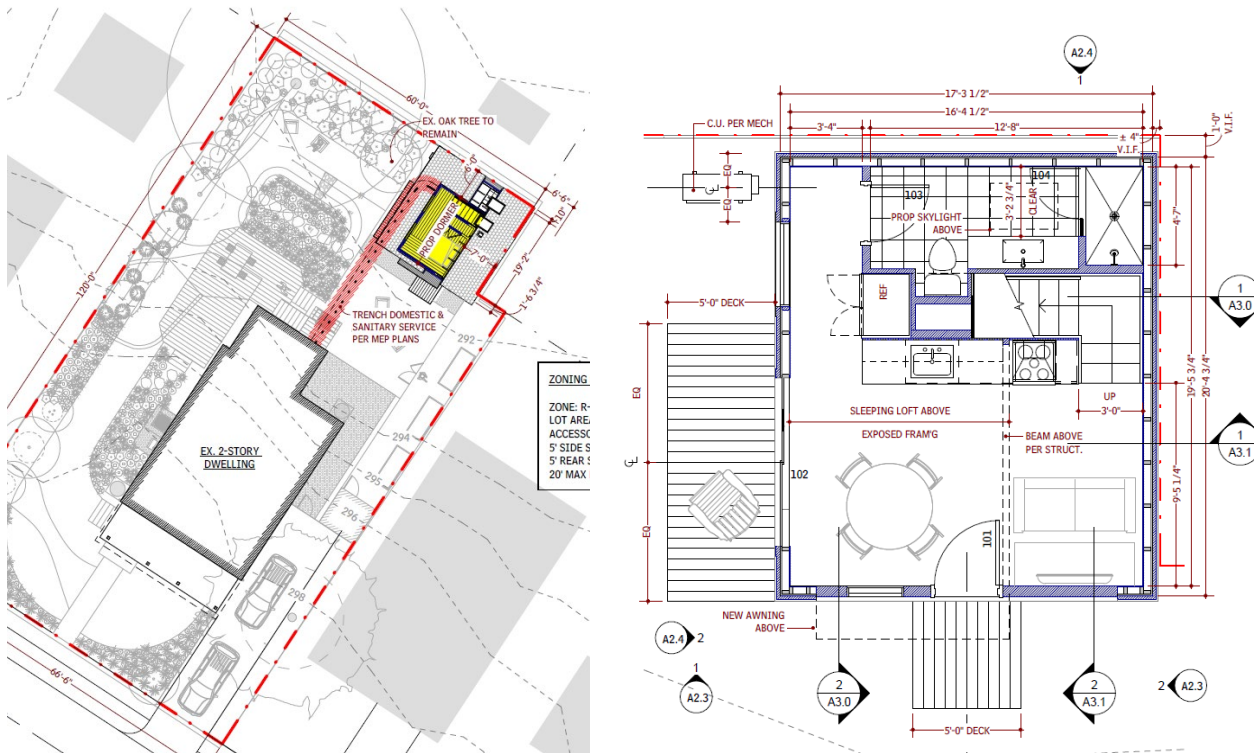 60'-0"
EX. OAK TREE TO
REMAIN
6'-6"
PROP DORMER
7'-0"
19'-2"
1'-6 3/4"
120'-0"
TRENCH DOMESTIC &
SANITARY SERVICE
PER MEP PLANS
292
294
295
296
298
EX. 2-STORY
DWELLING
66'-6"
ZONING
ZONE: R-
LOT ARE
ACCESSO
5' SIDE S
5' REAR S
20' MAX
A2.4
1
17'-3 1/2"
16'-4 1/2"
C.U. PER MECH
3'-4"
12'-8"
± 4"
V.I.F.
1'-0"
V.I.F.
EQ
EQ
℄
103
104
PROP SKYLIGHT
ABOVE
3'-2 3/4"
CLEAR
4'-7"
REF
5'-0" DECK
1
A3.0
UP
3'-0"
19'-5 3/4"
20'-4 3/4"
SLEEPING LOFT ABOVE
EXPOSED FRAM'G
BEAM ABOVE
PER STRUCT.
1
A3.1
9'-5 1/4"
EQ
℄
EQ
102
101
NEW AWNING
ABOVE
A2.4
2
1
A2.3
2
A3.0
2
A3.1
2
A2.3
5'-0" DECK